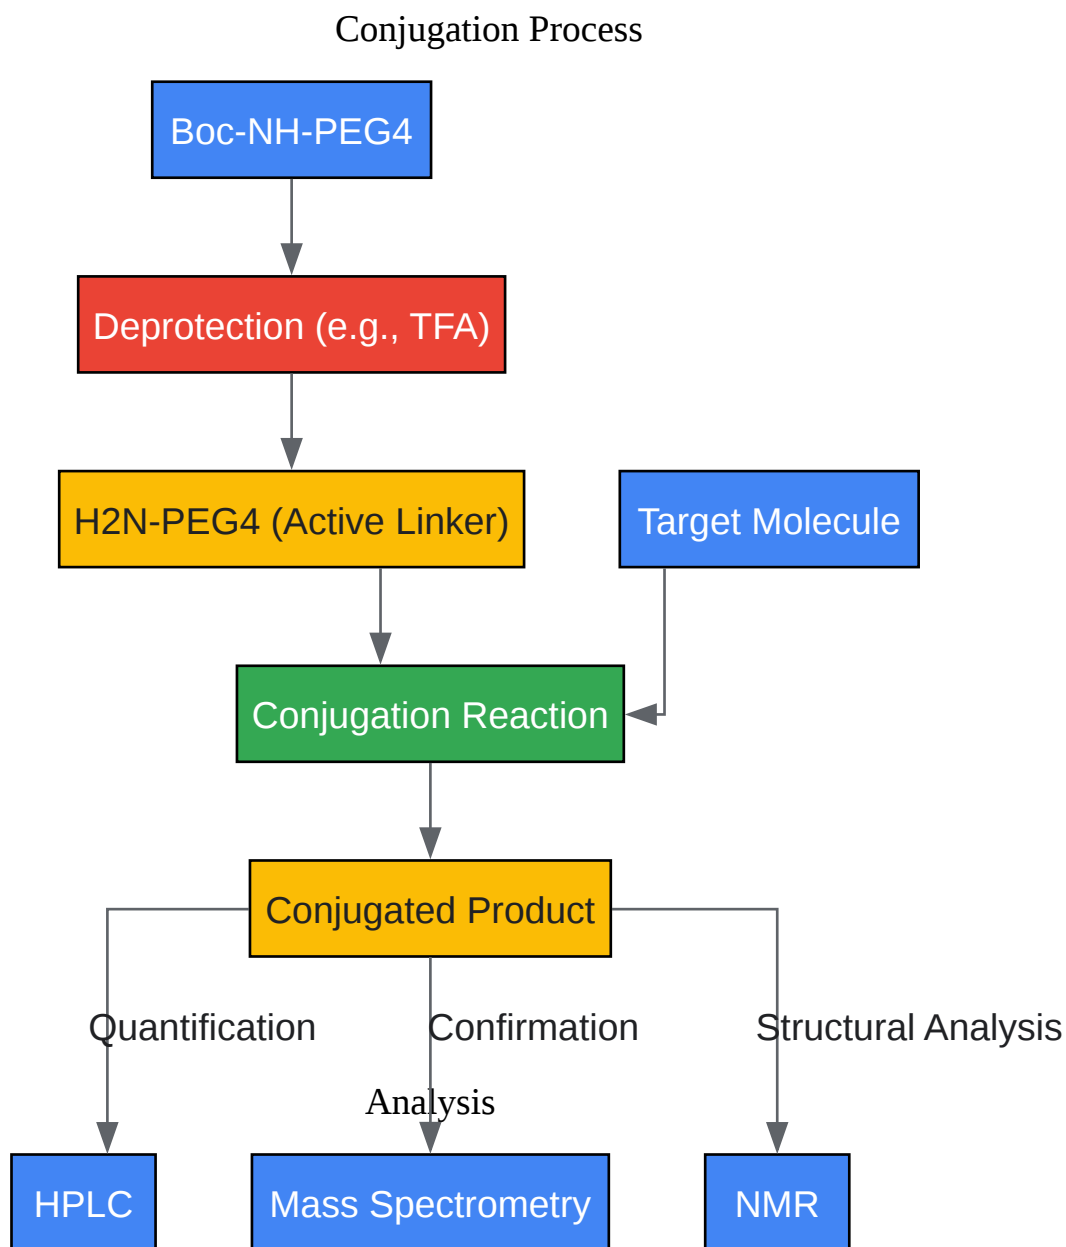 Conjugation Process
Boc-NH-PEG4
Deprotection (e.g., TFA)
H2N-PEG4 (Active Linker)
Target Molecule
Conjugation Reaction
Conjugated Product
Quantification
Confirmation
Structural Analysis
Analysis
HPLC
Mass Spectrometry
NMR